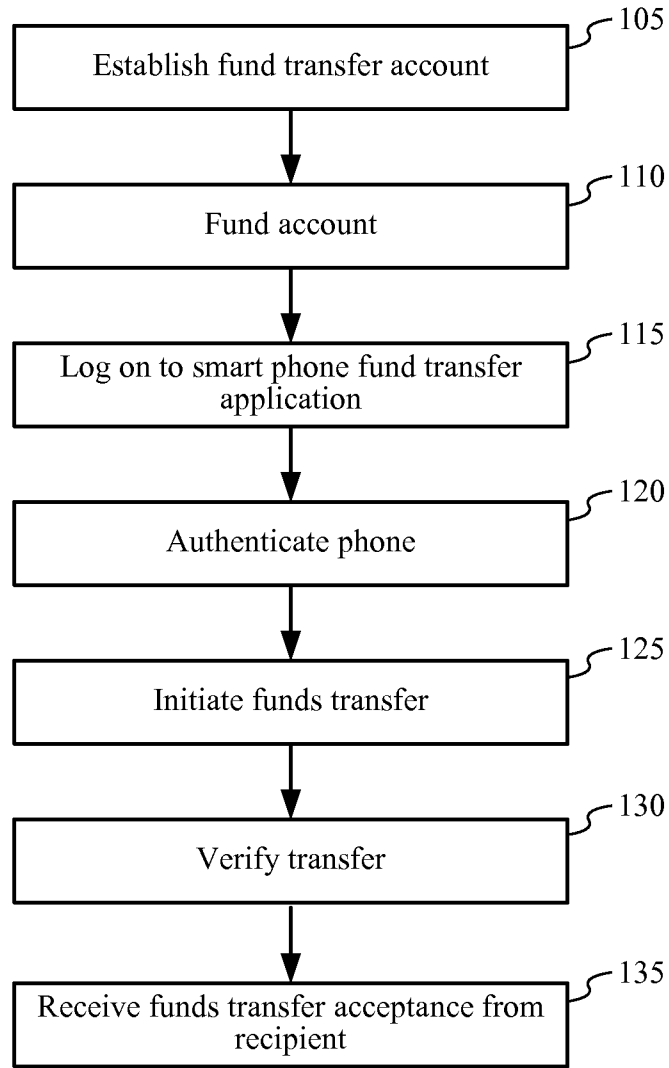 105
Establish fund transfer account
110
Fund account
115
Log on to smart phone fund transfer
application
120
Authenticate phone
125
Initiate funds transfer
130
Verify transfer
135
Receive funds transfer acceptance from
recipient